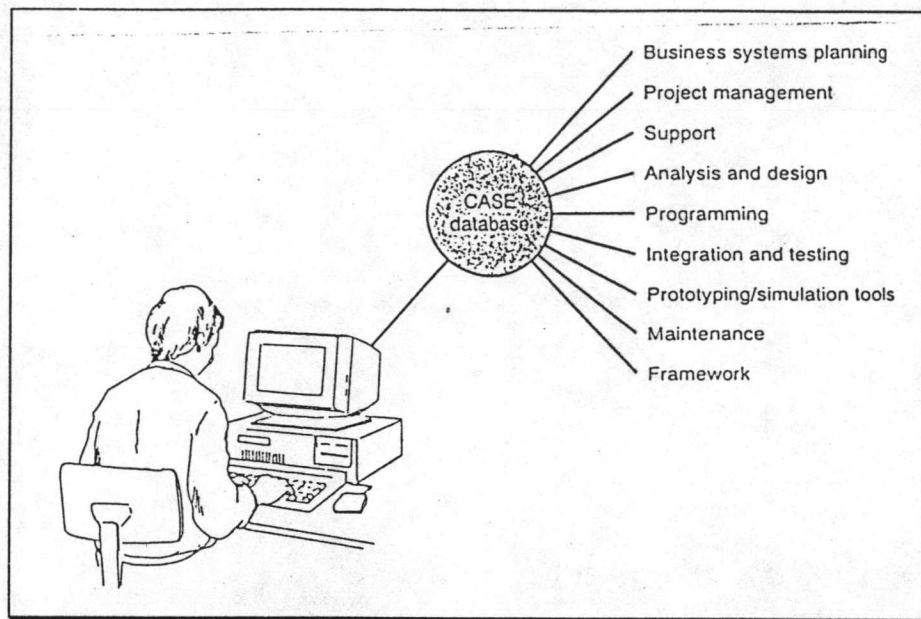 Business systems planning
Project management
Support
Analysis and design
CASE
database
Programming
Integration and testing
Prototyping/simulation tools
Maintenance
Framework